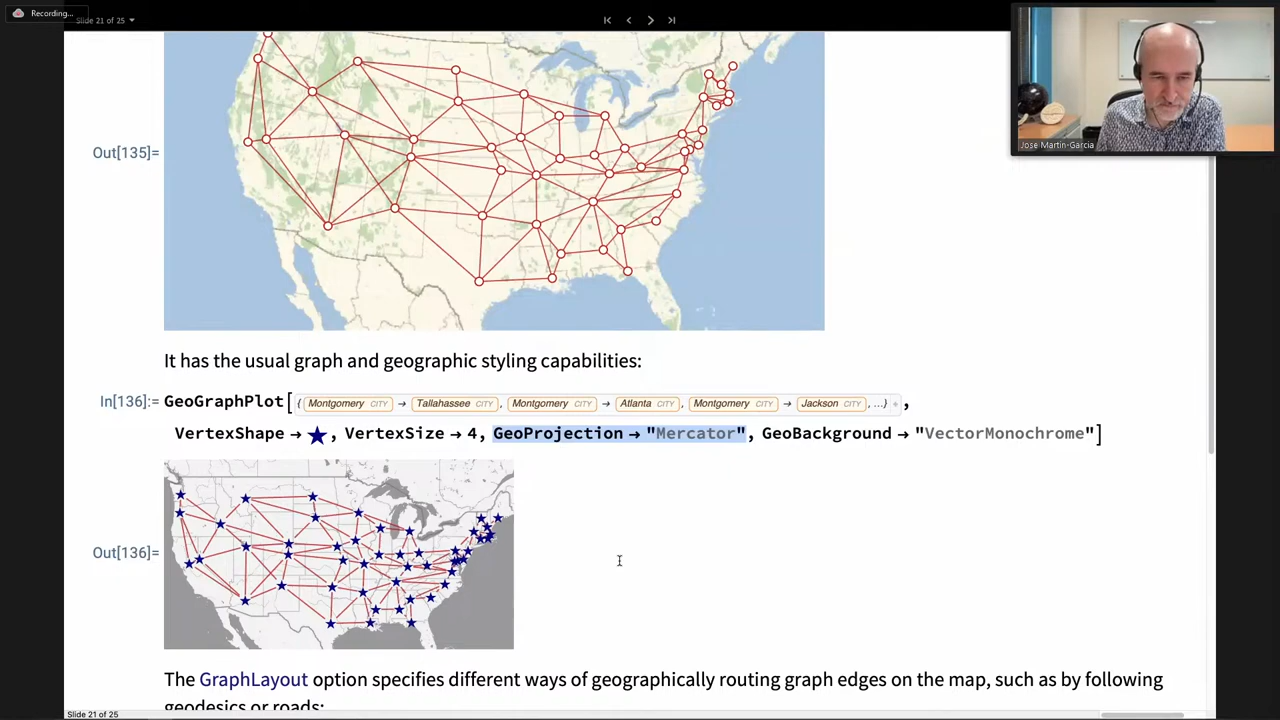 Recording...
Slide 21 of 25
Jose Martin-Garcia
Out[135]=
It has the usual graph and geographic styling capabilities:
In[136]:= GeoGraphPlot[{ Montgomery CITY → Tallahassee CITY , Montgomery CITY → Atlanta CITY , Montgomery CITY → Jackson CITY , ...} ,
VertexShape → ★ , VertexSize → 4, GeoProjection → "Mercator", GeoBackground → "VectorMonochrome"]
Out[136]=
The GraphLayout option specifies different ways of geographically routing graph edges on the map, such as by following
geodesics or roads:
Slide 21 of 25